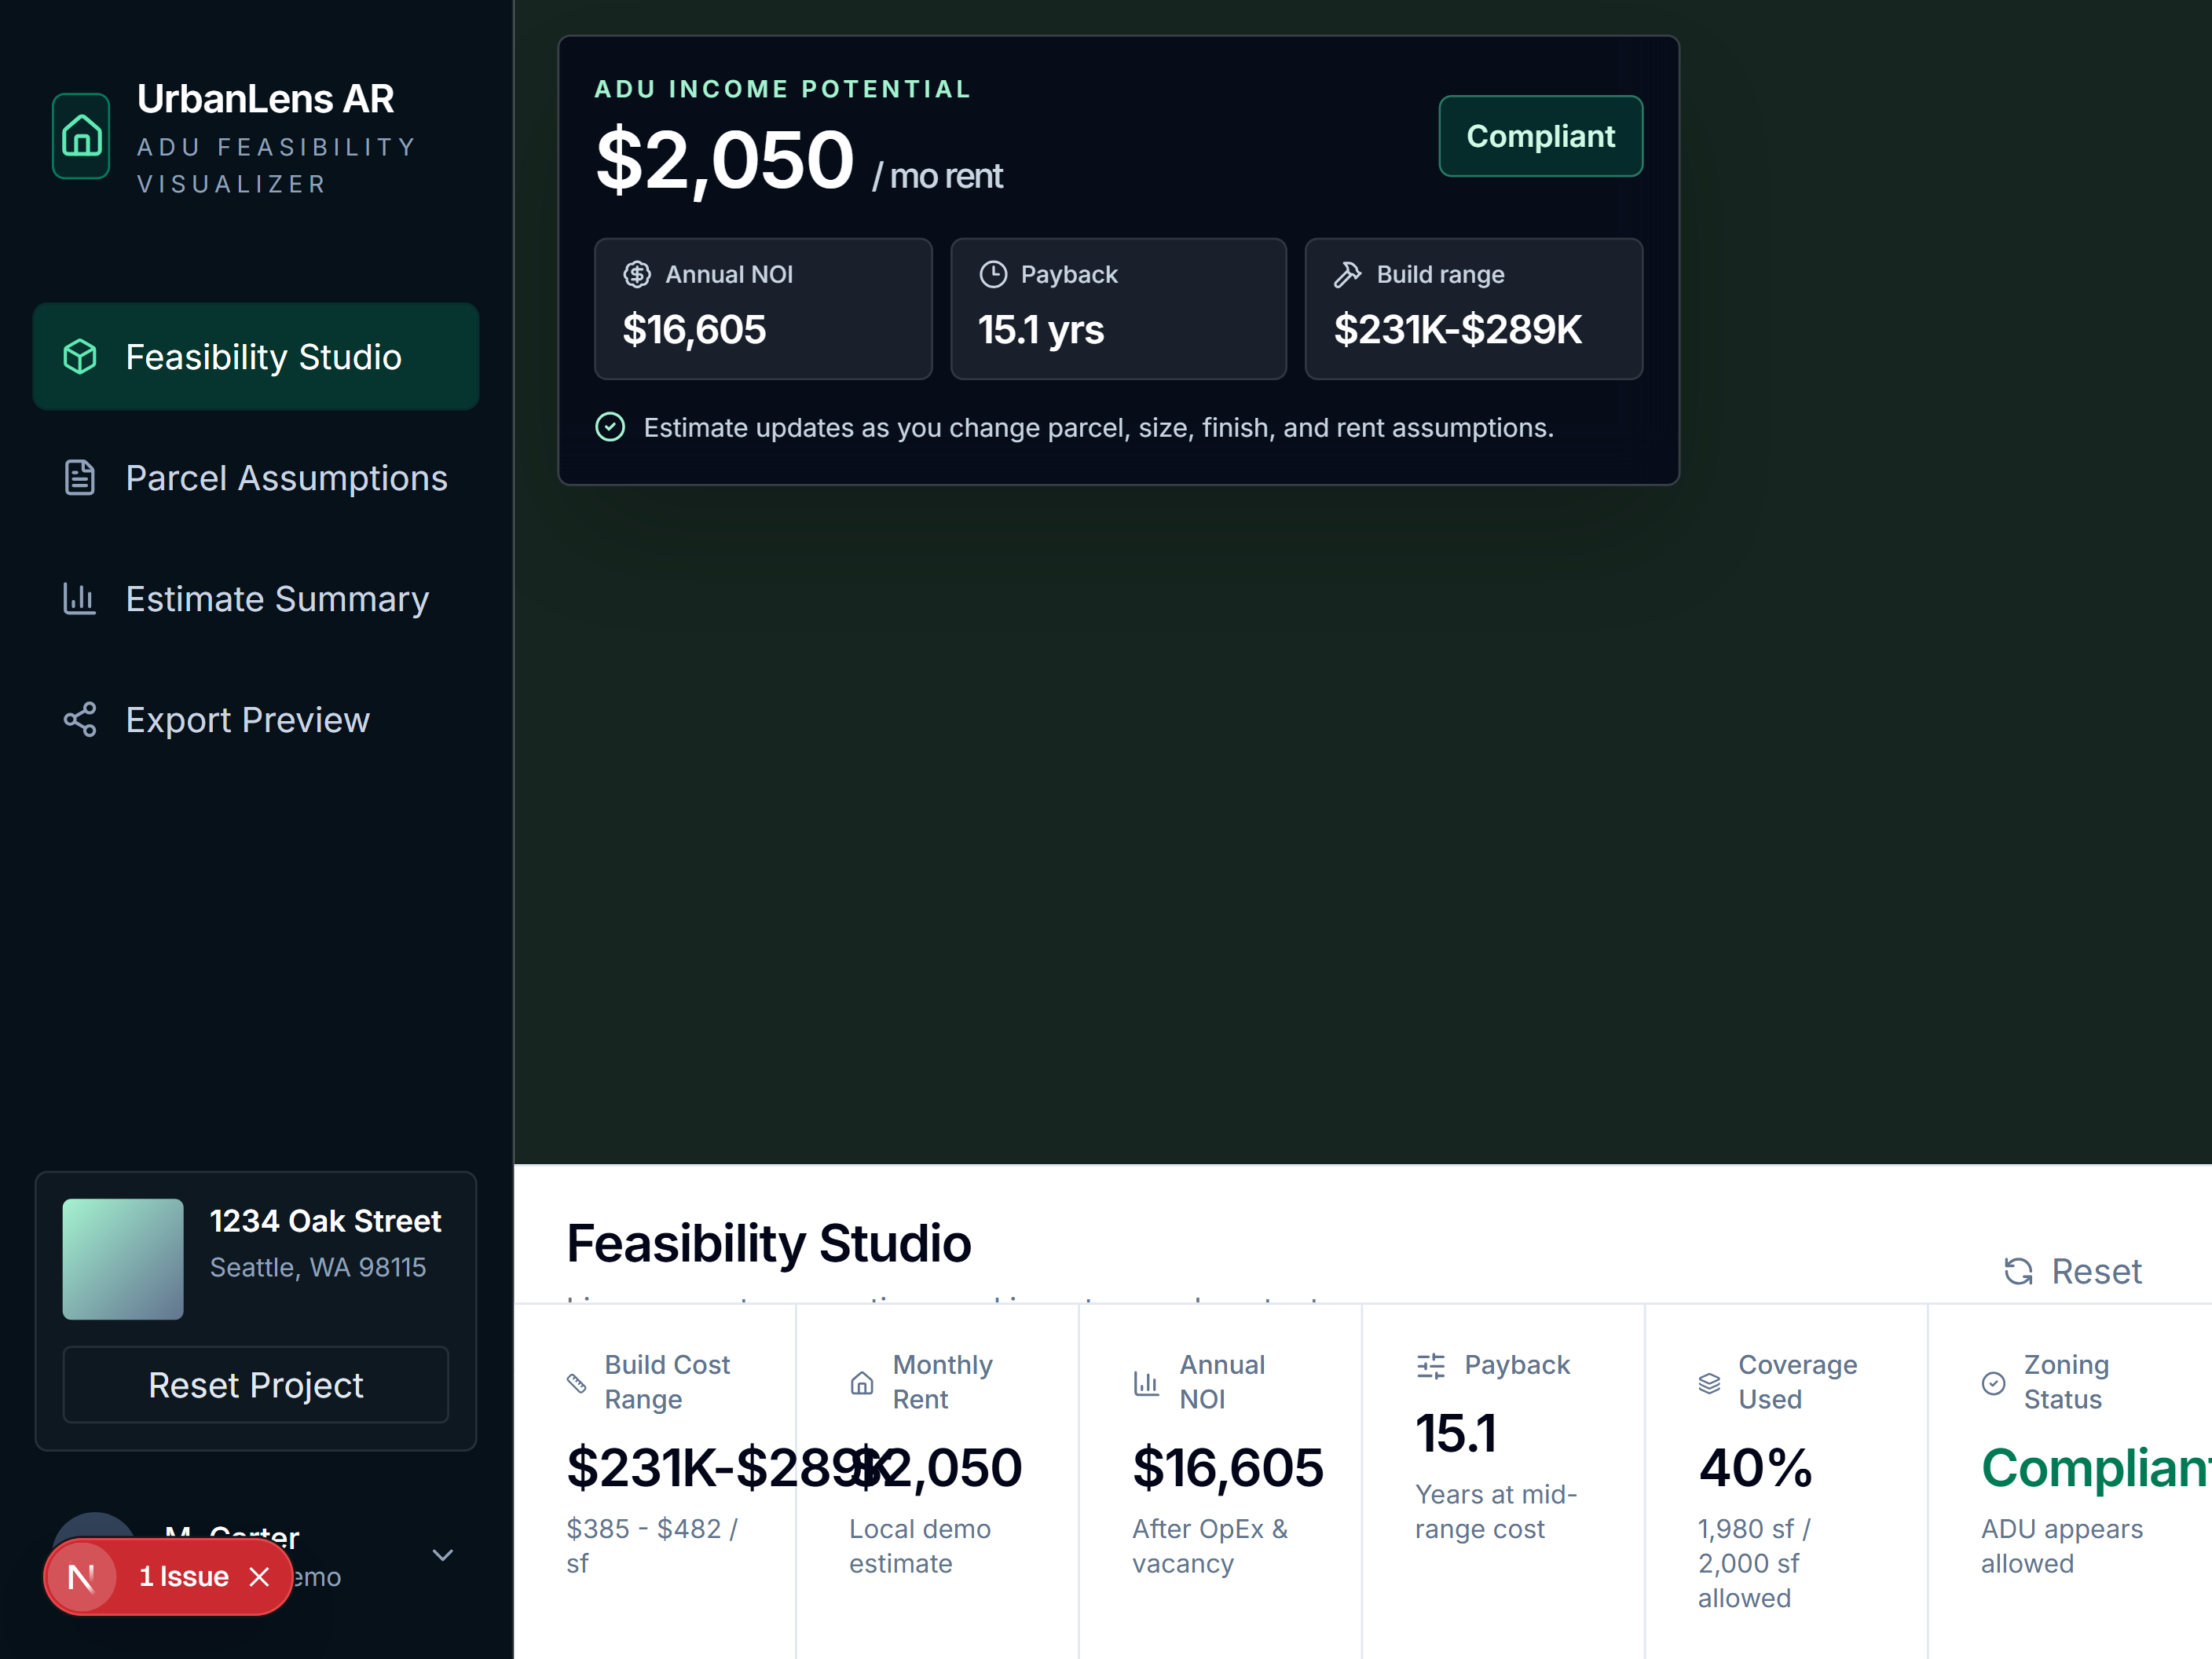 UrbanLens AR
ADU FEASIBILITY
VISUALIZER
Feasibility Studio
Parcel Assumptions
Estimate Summary
Export Preview
1234 Oak Street
Seattle, WA 98115
Reset Project
M. Carter
emo
1 Issue
ADU INCOME POTENTIAL
$2,050 / mo rent
Compliant
Annual NOI
$16,605
Payback
15.1 yrs
Build range
$231K-$289K
Estimate updates as you change parcel, size, finish, and rent assumptions.
Feasibility Studio
Reset
Build Cost
Range
$231K-$289K
$385 - $482 /
sf
Monthly
Rent
$2,050
Local demo
estimate
Annual
NOI
$16,605
After OpEx &
vacancy
Payback
15.1
Years at mid-
range cost
Coverage
Used
40%
1,980 sf /
2,000 sf
allowed
Zoning
Status
Compliant
ADU appears
allowed